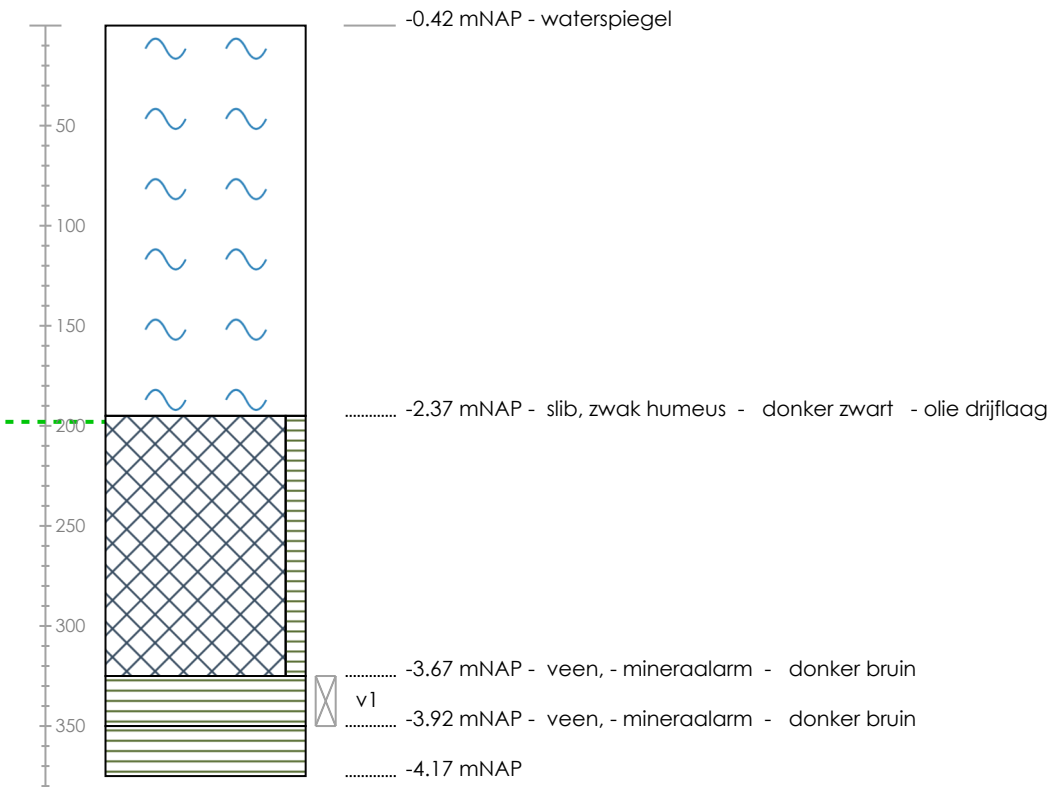 -0.42 mNAP - waterspiegel
50
100
150
-2.37 mNAP - slib, zwak humeus - donker zwart - olie drijflaag
200
250
300
-3.67 mNAP - veen, - mineraalarm - donker bruin
v1
-3.92 mNAP - veen, - mineraalarm - donker bruin
350
-4.17 mNAP